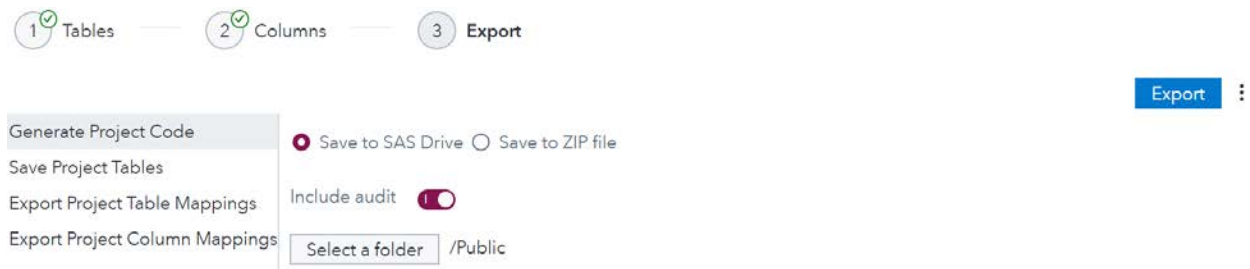 1 Tables 2 Columns 3 Export
Export
Generate Project Code
Save to SAS Drive Save to ZIP file
Save Project Tables
Include audit
Export Project Table Mappings
Export Project Column Mappings
Select a folder /Public